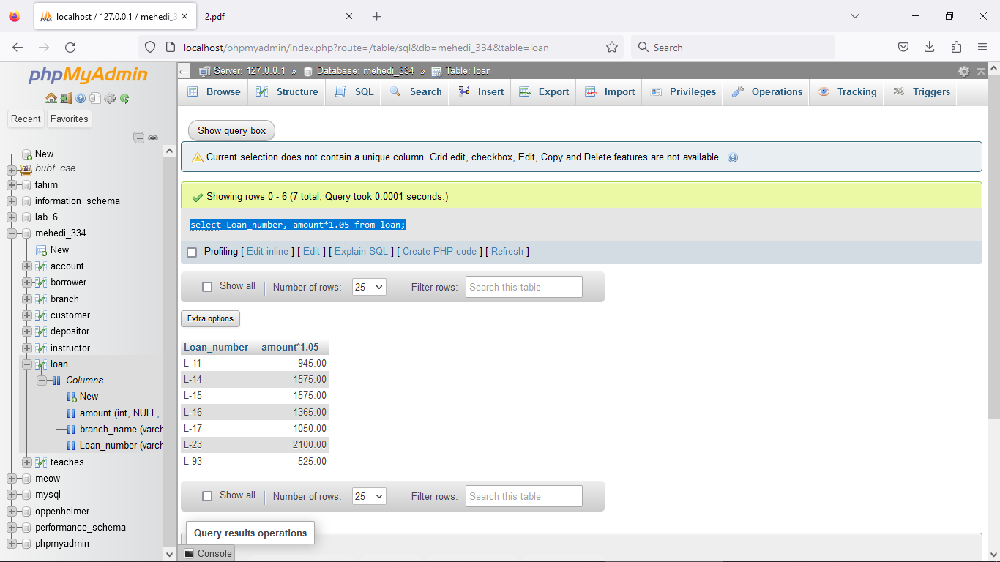 localhost / 127.0.0.1 / mehedi_3
2.pdf
localhost/phpmyadmin/index.php?route=/table/sql&db=mehedi_334&table=loan
Search
phpMyAdmin
Recent
Favorites
New
bubt_cse
fahim
information_schema
lab_6
mehedi_334
New
account
borrower
branch
customer
depositor
instructor
loan
Columns
New
amount (int, NULL,
branch_name (varch
Loan_number (varch
teaches
meow
mysql
oppenheimer
performance_schema
phpmyadmin
Server: 127.0.0.1 » Database: mehedi_334 » Table: loan
Browse Structure SQL Search Insert Export Import Privileges Operations Tracking Triggers
Show query box
Current selection does not contain a unique column. Grid edit, checkbox, Edit, Copy and Delete features are not available.
Showing rows 0 - 6 (7 total, Query took 0.0001 seconds.)
select Loan_number, amount*1.05 from loan;
Profiling [ Edit inline ] [ Edit ] [ Explain SQL ] [ Create PHP code ] [ Refresh ]
Show all | Number of rows: 25 Filter rows: Search this table
Extra options
Loan_number amount*1.05
L-11 945.00
L-14 1575.00
L-15 1575.00
L-16 1365.00
L-17 1050.00
L-23 2100.00
L-93 525.00
Show all | Number of rows: 25 Filter rows: Search this table
Query results operations
Console